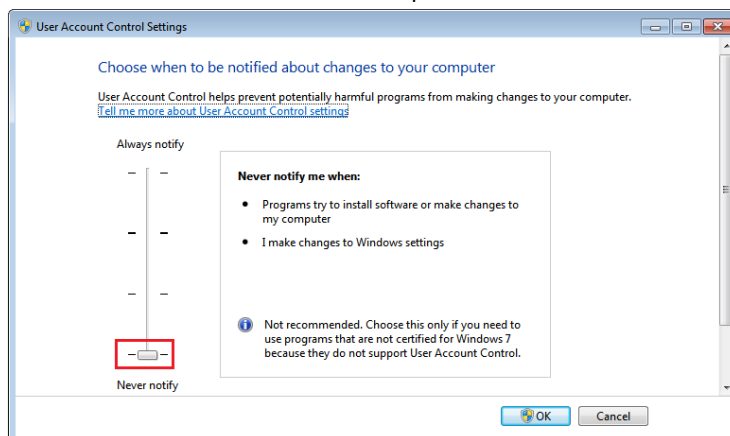 User Account Control Settings
Choose when to be notified about changes to your computer
User Account Control helps prevent potentially harmful programs from making changes to your computer.
Tell me more about User Account Control settings
Always notify
Never notify me when:
• Programs try to install software or make changes to
my computer
• I make changes to Windows settings
Not recommended. Choose this only if you need to
use programs that are not certified for Windows 7
because they do not support User Account Control.
Never notify
OK
Cancel